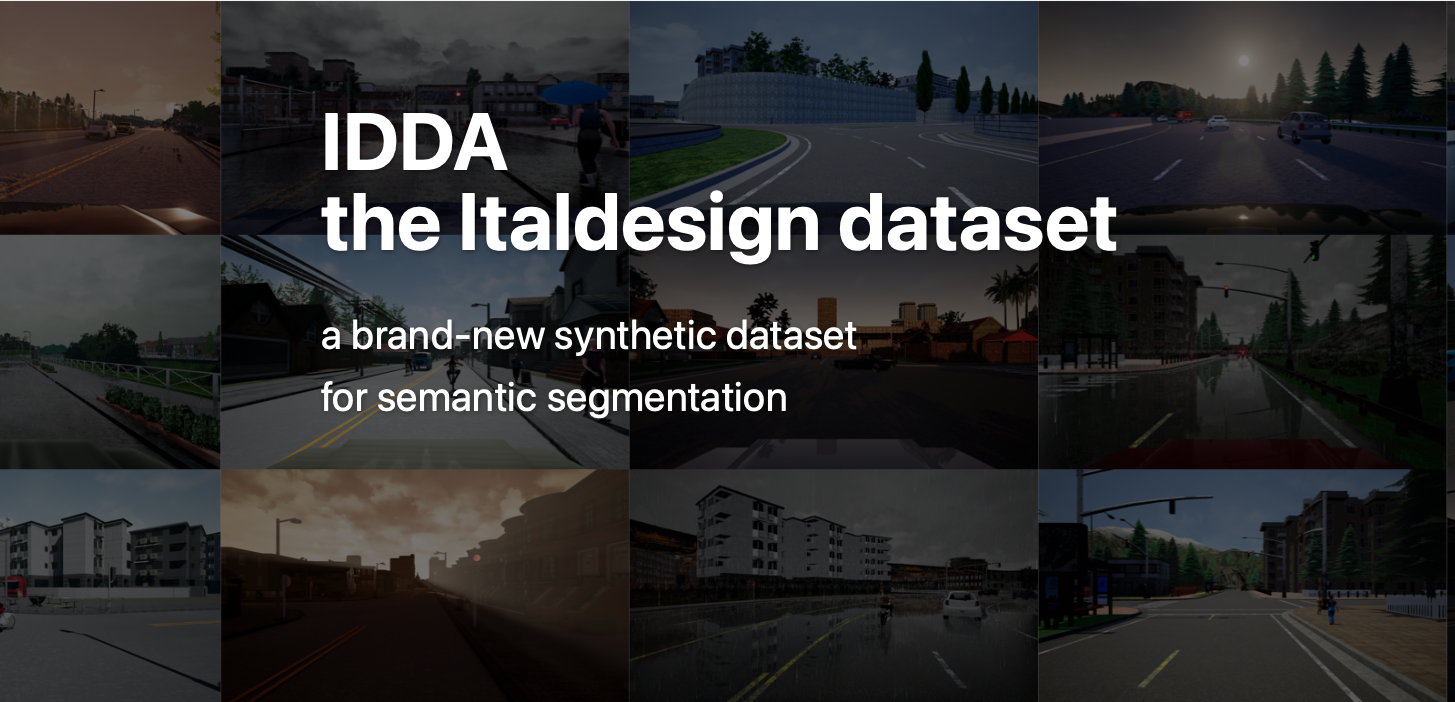 IDDA
the Italdesign dataset
a brand-new synthetic dataset
for semantic segmentation